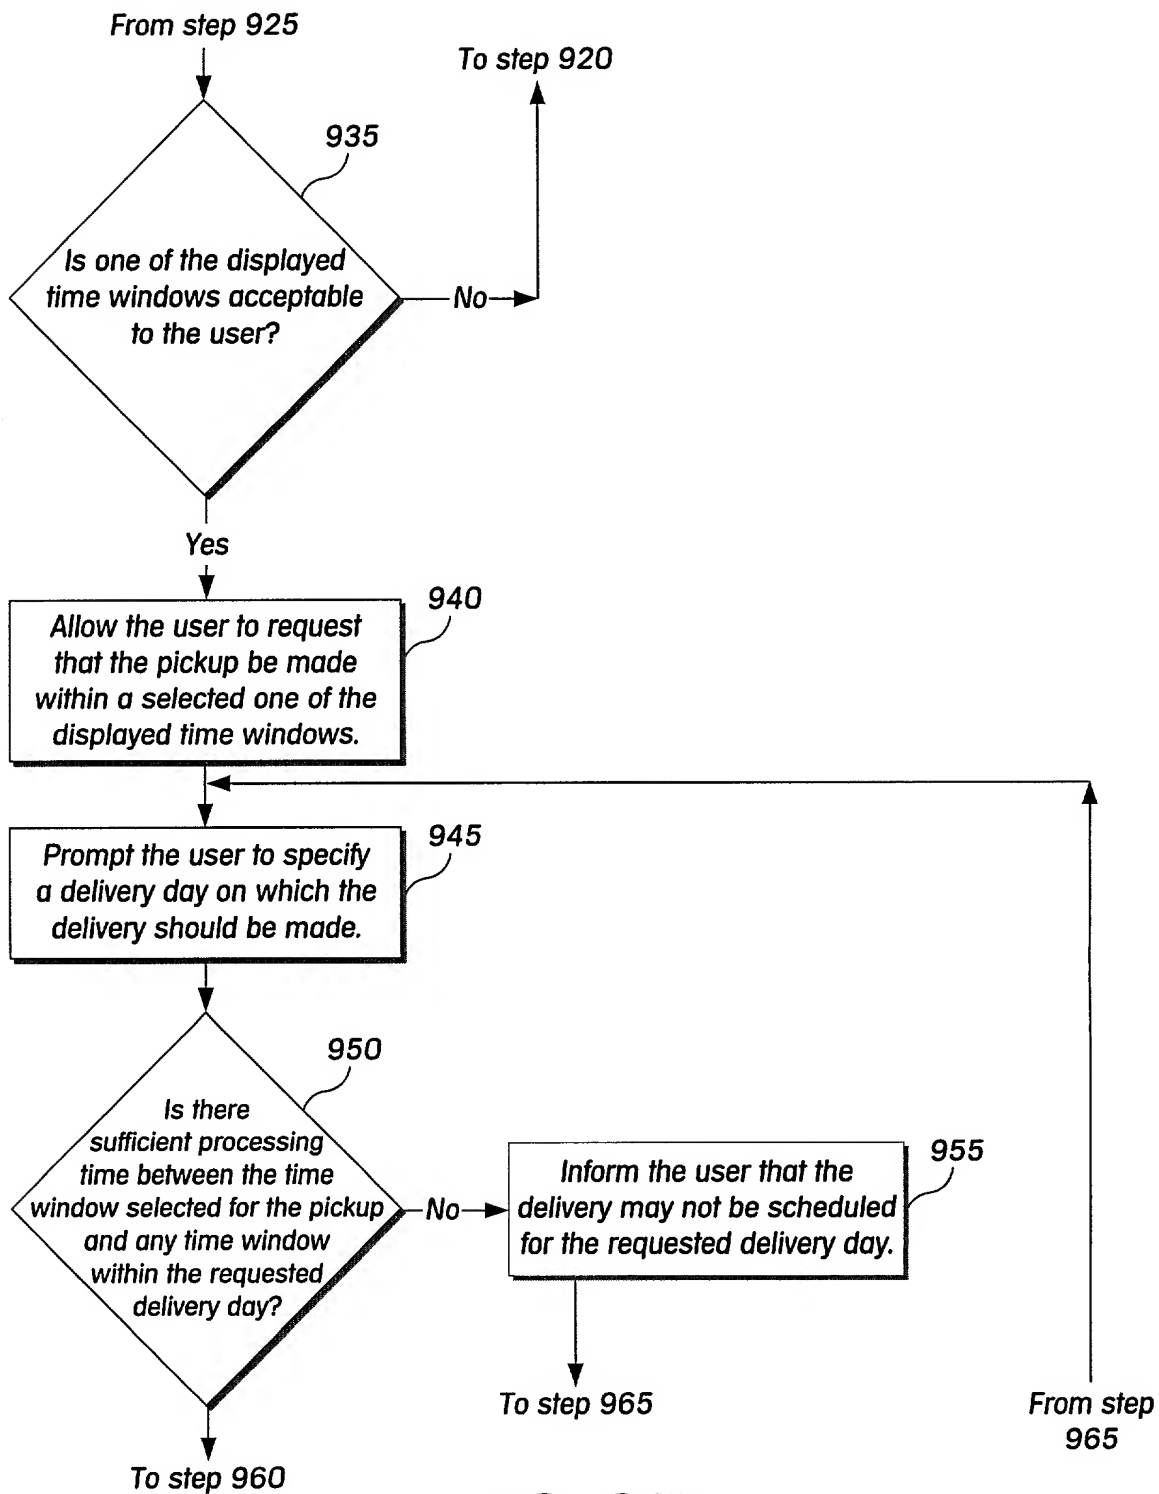 From step 925
To step 920
935
Is one of the displayed
time windows acceptable
to the user?
No
Yes
940
Allow the user to request
that the pickup be made
within a selected one of the
displayed time windows.
945
Prompt the user to specify
a delivery day on which the
delivery should be made.
950
Is there
sufficient processing
time between the time
window selected for the pickup
and any time window
within the requested
delivery day?
No
955
Inform the user that the
delivery may not be scheduled
for the requested delivery day.
To step 965
From step
965
To step 960